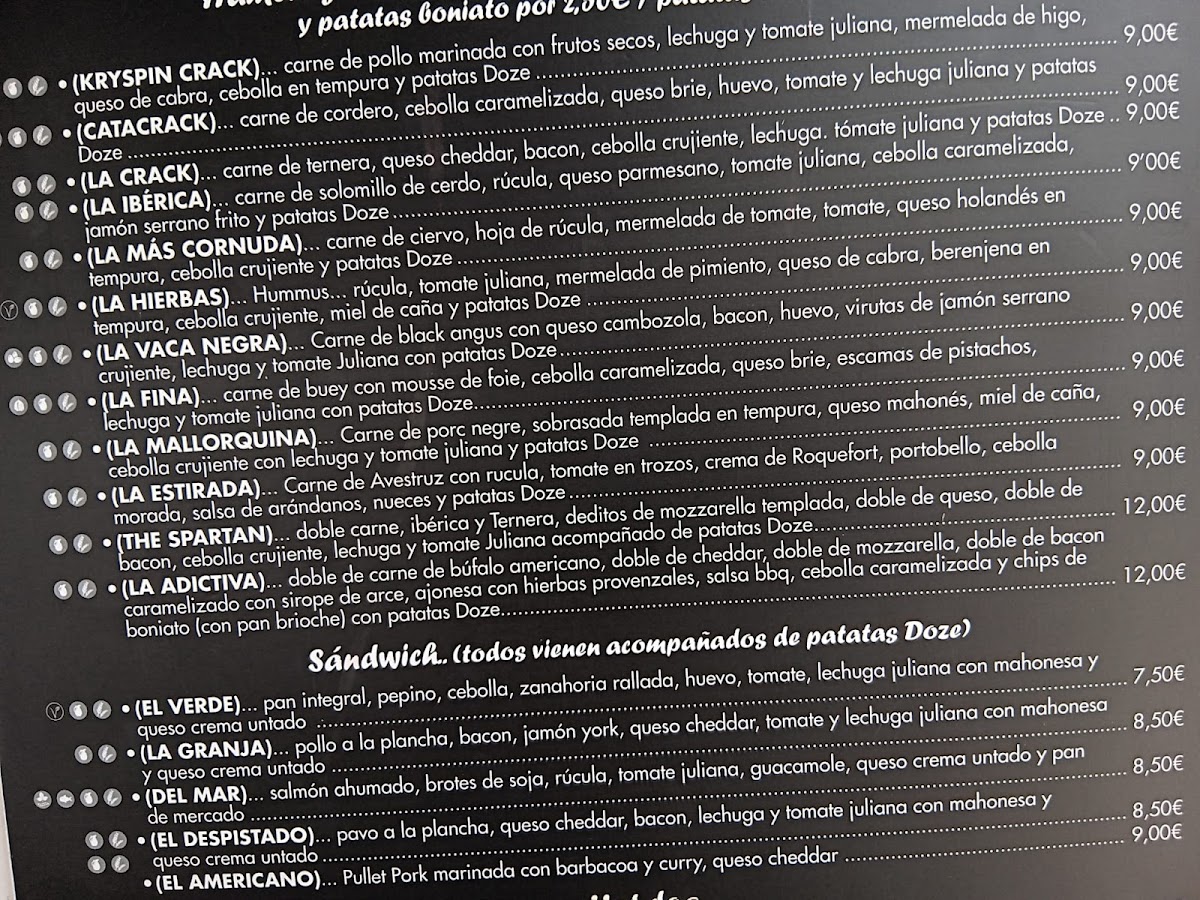 y patatas boniato por 2,50€ y
• (KRYSPIN CRACK)... carne de pollo marinada con frutos secos, lechuga y tomate juliana, mermelada de higo,
queso de cabra, cebolla en tempura y patatas Doze ........ 9,00€
• (CATACRACK)... carne de cordero, cebolla caramelizada, queso brie, huevo, tomate y lechuga juliana y patatas
Doze ........ 9,00€
• (LA CRACK)... carne de ternera, queso cheddar, bacon, cebolla crujiente, lechuga. tómate juliana y patatas Doze .. 9,00€
• (LA IBÉRICA)... carne de solomillo de cerdo, rúcula, queso parmesano, tomate juliana, cebolla caramelizada,
jamón serrano frito y patatas Doze ........ 9'00€
• (LA MÁS CORNUDA)... carne de ciervo, hoja de rúcula, mermelada de tomate, tomate, queso holandés en
tempura, cebolla crujiente y patatas Doze ........ 9,00€
• (LA HIERBAS)... Hummus... rúcula, tomate juliana, mermelada de pimiento, queso de cabra, berenjena en
tempura, cebolla crujiente, miel de caña y patatas Doze ........ 9,00€
• (LA VACA NEGRA)... Carne de black angus con queso cambozola, bacon, huevo, virutas de jamón serrano
crujiente, lechuga y tomate Juliana con patatas Doze ........ 9,00€
• (LA FINA)... carne de buey con mousse de foie, cebolla caramelizada, queso brie, escamas de pistachos,
lechuga y tomate juliana con patatas Doze........ 9,00€
• (LA MALLORQUINA)... Carne de porc negre, sobrasada templada en tempura, queso mahonés, miel de caña,
cebolla crujiente con lechuga y tomate juliana y patatas Doze ........ 9,00€
• (LA ESTIRADA)... Carne de Avestruz con rucula, tomate en trozos, crema de Roquefort, portobello, cebolla
morada, salsa de arándanos, nueces y patatas Doze ........ 9,00€
• (THE SPARTAN)... doble carne, ibérica y Ternera, deditos de mozzarella templada, doble de queso, doble de
bacon, cebolla crujiente, lechuga y tomate Juliana acompañado de patatas Doze........ 12,00€
• (LA ADICTIVA)... doble de carne de búfalo americano, doble de cheddar, doble de mozzarella, doble de bacon
caramelizado con sirope de arce, ajonesa con hierbas provenzales, salsa bbq, cebolla caramelizada y chips de
boniato (con pan brioche) con patatas Doze........ 12,00€
Sándwich.. (todos vienen acompañados de patatas Doze)
• (EL VERDE)... pan integral, pepino, cebolla, zanahoria rallada, huevo, tomate, lechuga juliana con mahonesa y
queso crema untado ........ 7,50€
• (LA GRANJA)... pollo a la plancha, bacon, jamón york, queso cheddar, tomate y lechuga juliana con mahonesa
y queso crema untado ........ 8,50€
• (DEL MAR)... salmón ahumado, brotes de soja, rúcula, tomate juliana, guacamole, queso crema untado y pan
de mercado ........ 8,50€
• (EL DESPISTADO)... pavo a la plancha, queso cheddar, bacon, lechuga y tomate juliana con mahonesa y
queso crema untado ........ 8,50€
• (EL AMERICANO)... Pullet Pork marinada con barbacoa y curry, queso cheddar ........ 9,00€